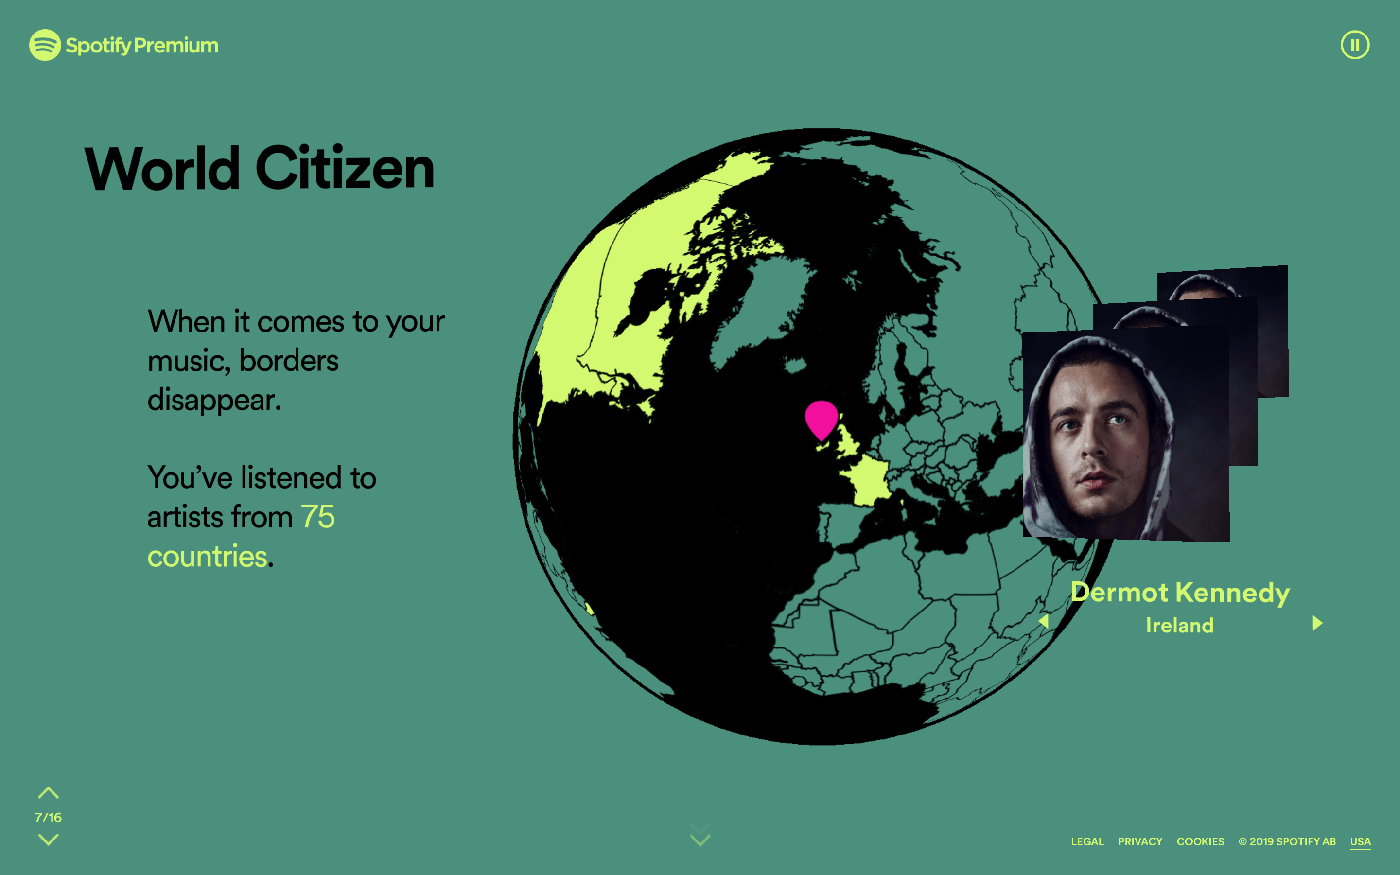 Spotify Premium
World Citizen
When it comes to your
music, borders
disappear.
You’ve listened to
artists from 75
countries.
Dermot Kennedy
Ireland
7/16
LEGAL PRIVACY COOKIES © 2019 SPOTIFY AB USA